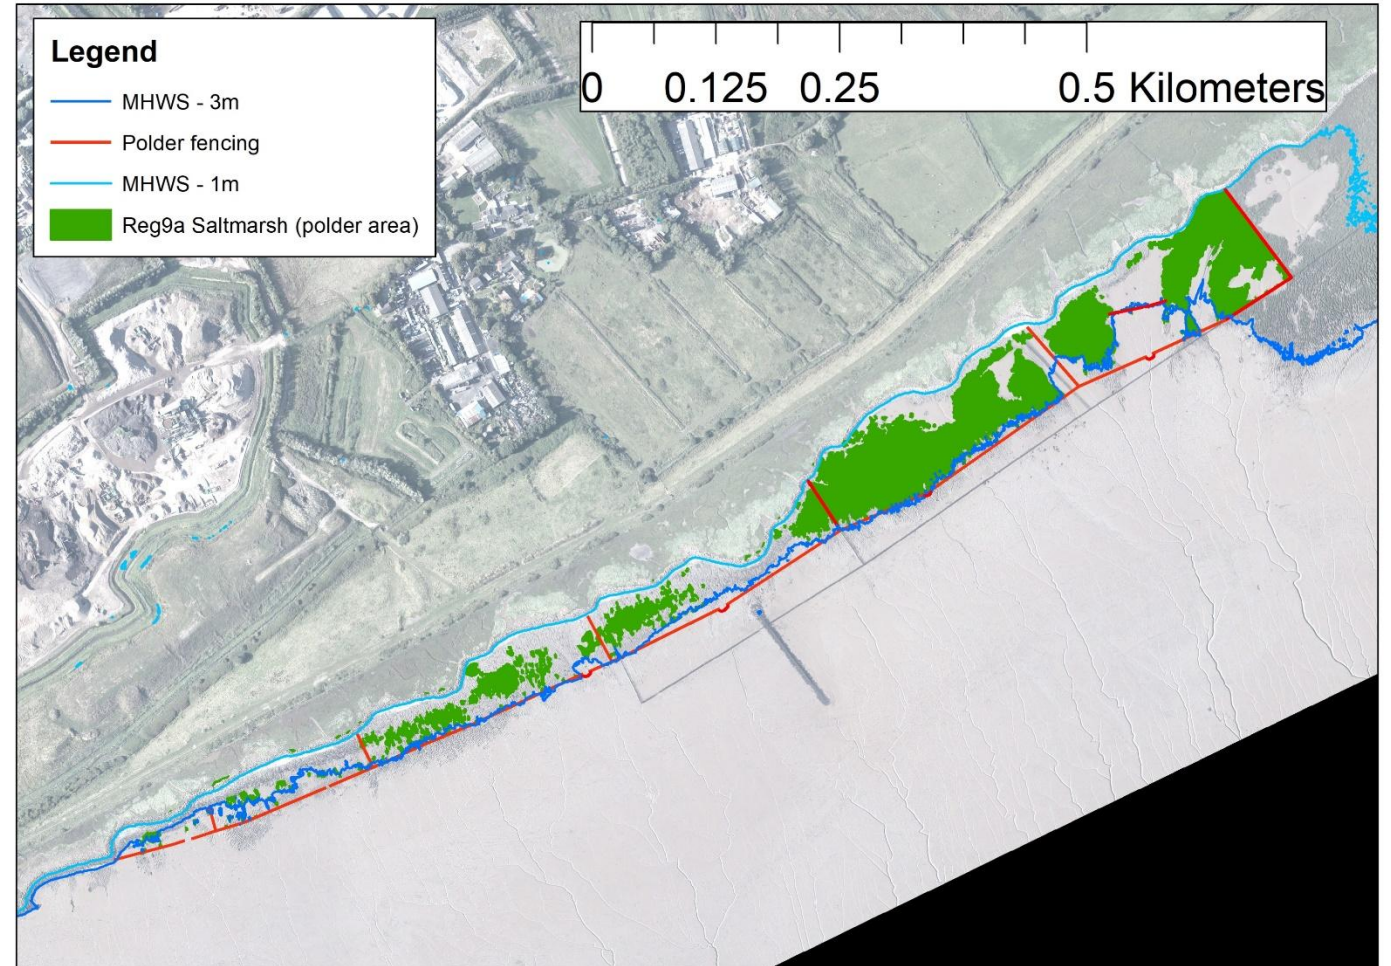 Legend
MHWS - 3m
Polder fencing
MHWS - 1m
Reg9a Saltmarsh (polder area)
0 0.125 0.25 0.5 Kilometers